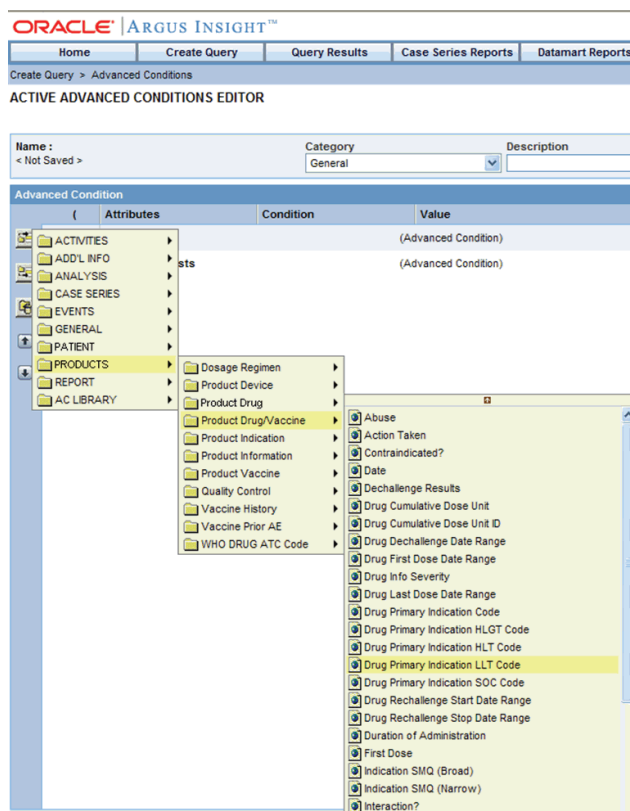 ORACLE® | ARGUS INSIGHT™
Home Create Query Query Results Case Series Reports Datamart Reports
Create Query > Advanced Conditions
ACTIVE ADVANCED CONDITIONS EDITOR
Name : Category Description
< Not Saved > General
Advanced Condition
( Attributes Condition Value
(Advanced Condition)
sts (Advanced Condition)
ACTIVITIES
ADD'L INFO
ANALYSIS
CASE SERIES
EVENTS
GENERAL
PATIENT
PRODUCTS
REPORT
AC LIBRARY
Dosage Regimen
Product Device
Product Drug
Product Drug/Vaccine
Product Indication
Product Information
Product Vaccine
Quality Control
Vaccine History
Vaccine Prior AE
WHO DRUG ATC Code
Abuse
Action Taken
Contraindicated?
Date
Dechallenge Results
Drug Cumulative Dose Unit
Drug Cumulative Dose Unit ID
Drug Dechallenge Date Range
Drug First Dose Date Range
Drug Info Severity
Drug Last Dose Date Range
Drug Primary Indication Code
Drug Primary Indication HLGT Code
Drug Primary Indication HLT Code
Drug Primary Indication LLT Code
Drug Primary Indication SOC Code
Drug Rechallenge Start Date Range
Drug Rechallenge Stop Date Range
Duration of Administration
First Dose
Indication SMQ (Broad)
Indication SMQ (Narrow)
Interaction?